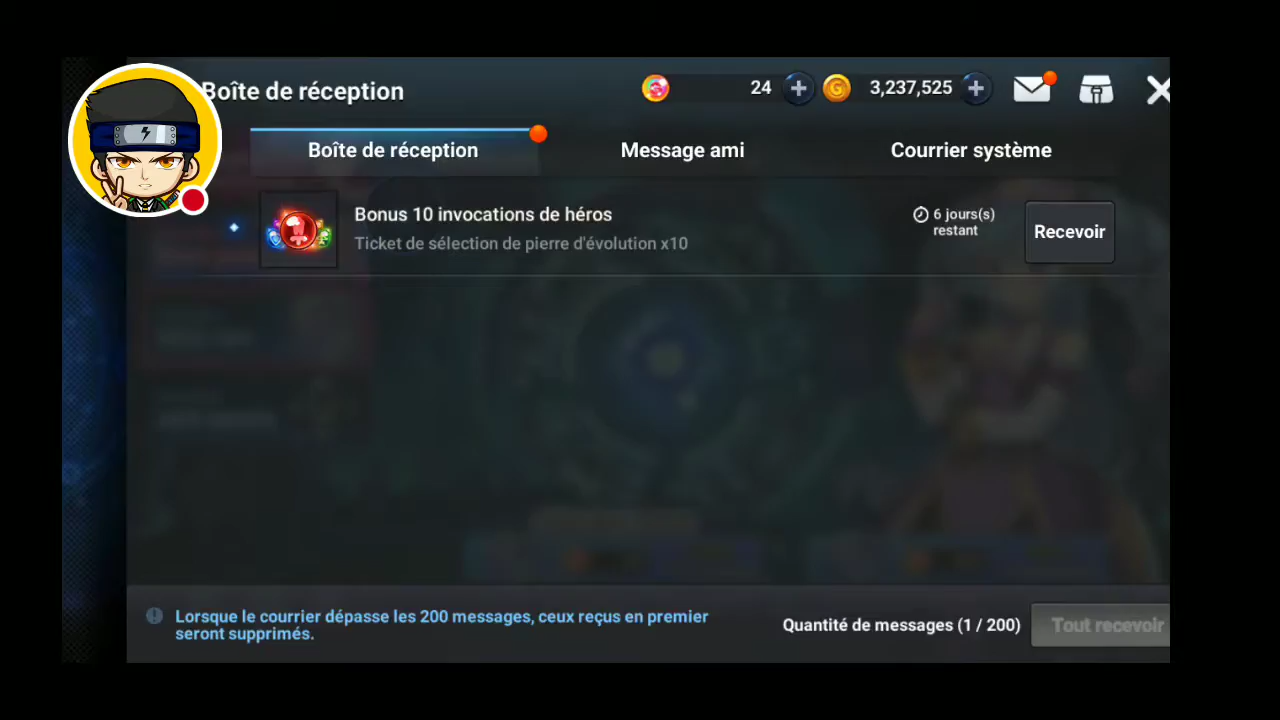 Boîte de réception
24
3,237,525
Boîte de réception
Message ami
Courrier système
Bonus 10 invocations de héros
Ticket de sélection de pierre d'évolution x10
6 jours(s)
restant
Recevoir
Lorsque le courrier dépasse les 200 messages, ceux reçus en premier
seront supprimés.
Quantité de messages (1 / 200)
Tout recevoir